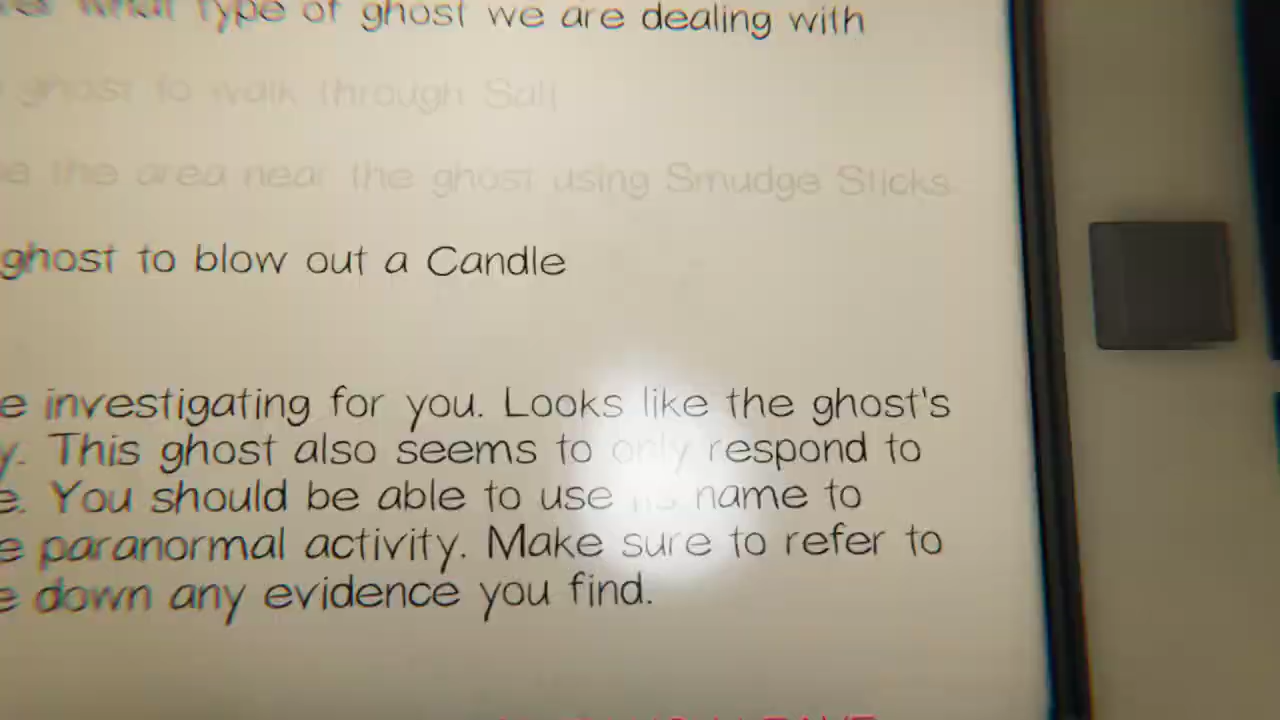 what type of ghost we are dealing with
ghost to walk through Salt
the area near the ghost using Smudge Sticks
ghost to blow out a Candle
e investigating for you. Looks like the ghost's
y. This ghost also seems to only respond to
e. You should be able to use its name to
e paranormal activity. Make sure to refer to
e down any evidence you find.